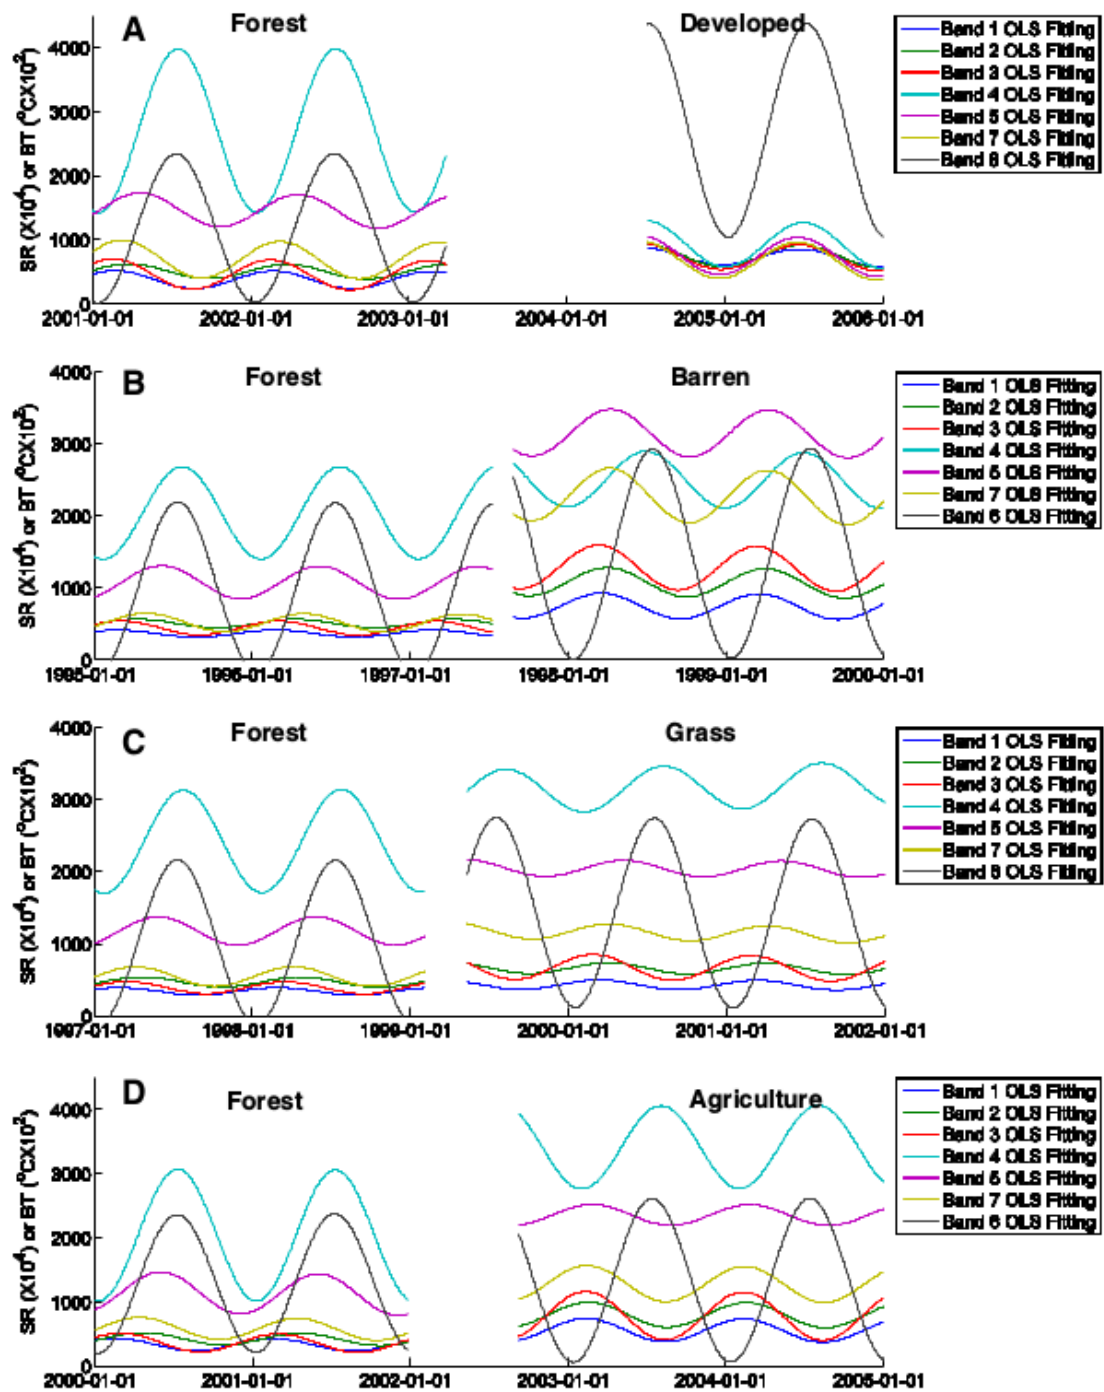 A Forest Developed
SR (X10⁴) or BT (⁰CX10²)
4000
3000
2000
1000
0
2001-01-01 2002-01-01 2003-01-01 2004-01-01 2005-01-01 2006-01-01
Band 1 OLS Fitting
Band 2 OLS Fitting
Band 3 OLS Fitting
Band 4 OLS Fitting
Band 5 OLS Fitting
Band 7 OLS Fitting
Band 6 OLS Fitting
B Forest Barren
SR (X10⁴) or BT (⁰CX10²)
4000
3000
2000
1000
0
1995-01-01 1996-01-01 1997-01-01 1998-01-01 1999-01-01 2000-01-01
Band 1 OLS Fitting
Band 2 OLS Fitting
Band 3 OLS Fitting
Band 4 OLS Fitting
Band 5 OLS Fitting
Band 7 OLS Fitting
Band 6 OLS Fitting
C Forest Grass
SR (X10⁴) or BT (⁰CX10²)
4000
3000
2000
1000
0
1997-01-01 1998-01-01 1999-01-01 2000-01-01 2001-01-01 2002-01-01
Band 1 OLS Fitting
Band 2 OLS Fitting
Band 3 OLS Fitting
Band 4 OLS Fitting
Band 5 OLS Fitting
Band 7 OLS Fitting
Band 6 OLS Fitting
D Forest Agriculture
SR (X10⁴) or BT (⁰CX10²)
4000
3000
2000
1000
0
2000-01-01 2001-01-01 2002-01-01 2003-01-01 2004-01-01 2005-01-01
Band 1 OLS Fitting
Band 2 OLS Fitting
Band 3 OLS Fitting
Band 4 OLS Fitting
Band 5 OLS Fitting
Band 7 OLS Fitting
Band 6 OLS Fitting